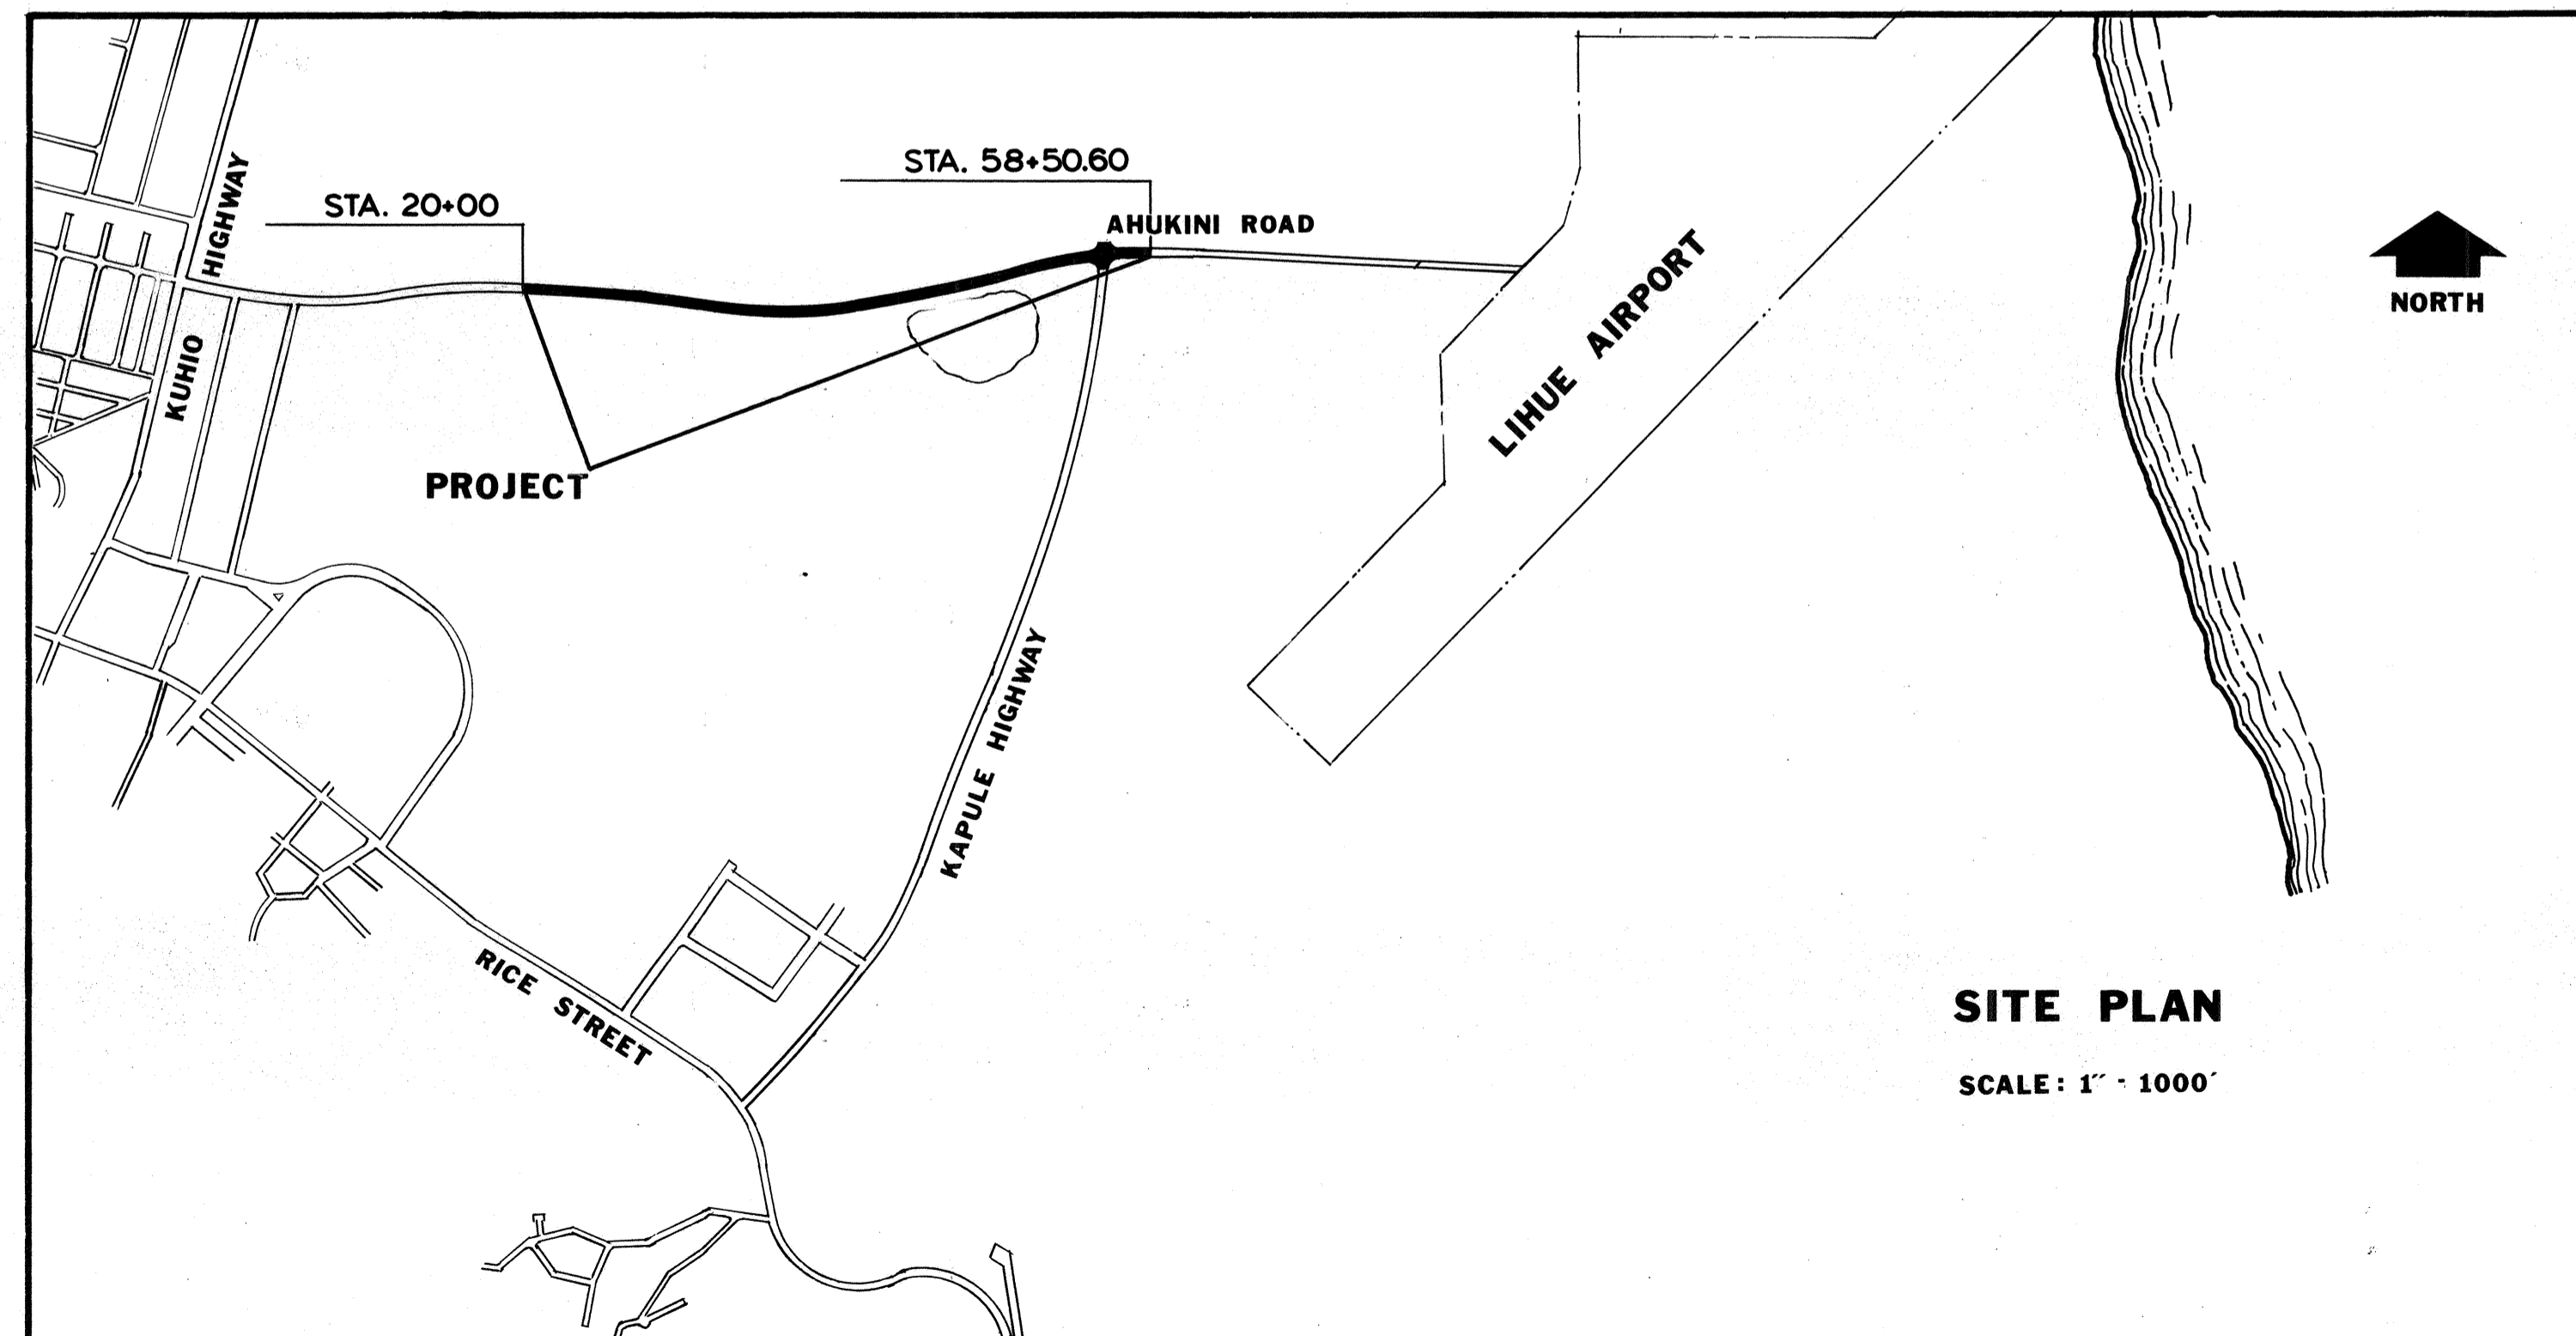 STA. 58+50.60
STA. 20+00
AHUKINI ROAD
KUHIO HIGHWAY
LIHUE AIRPORT
NORTH
PROJECT
KAPULE HIGHWAY
RICE STREET
SITE PLAN
SCALE: 1" = 1000'